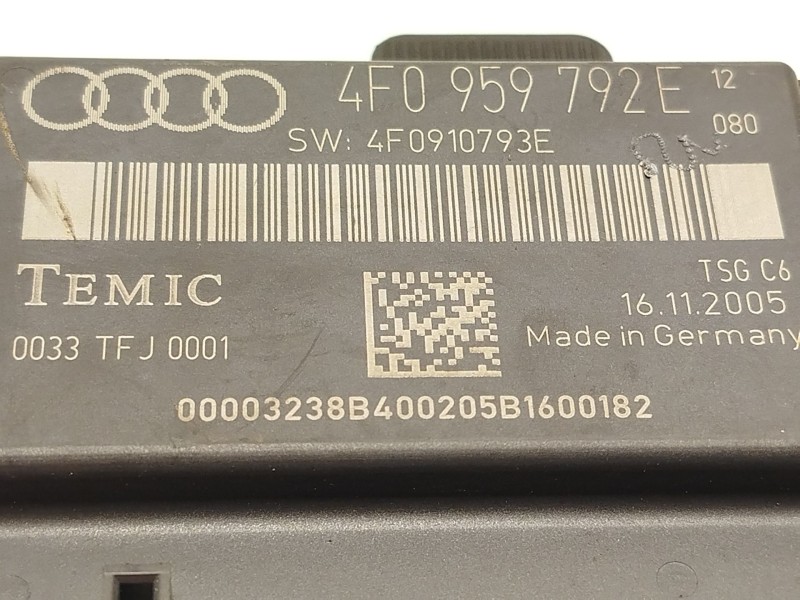 4F0 959 792E 12
SW: 4F0910793E 080
TEMIC
TSG C6
16.11.2005
0033 TFJ 0001
Made in Germany
00003238B400205B1600182